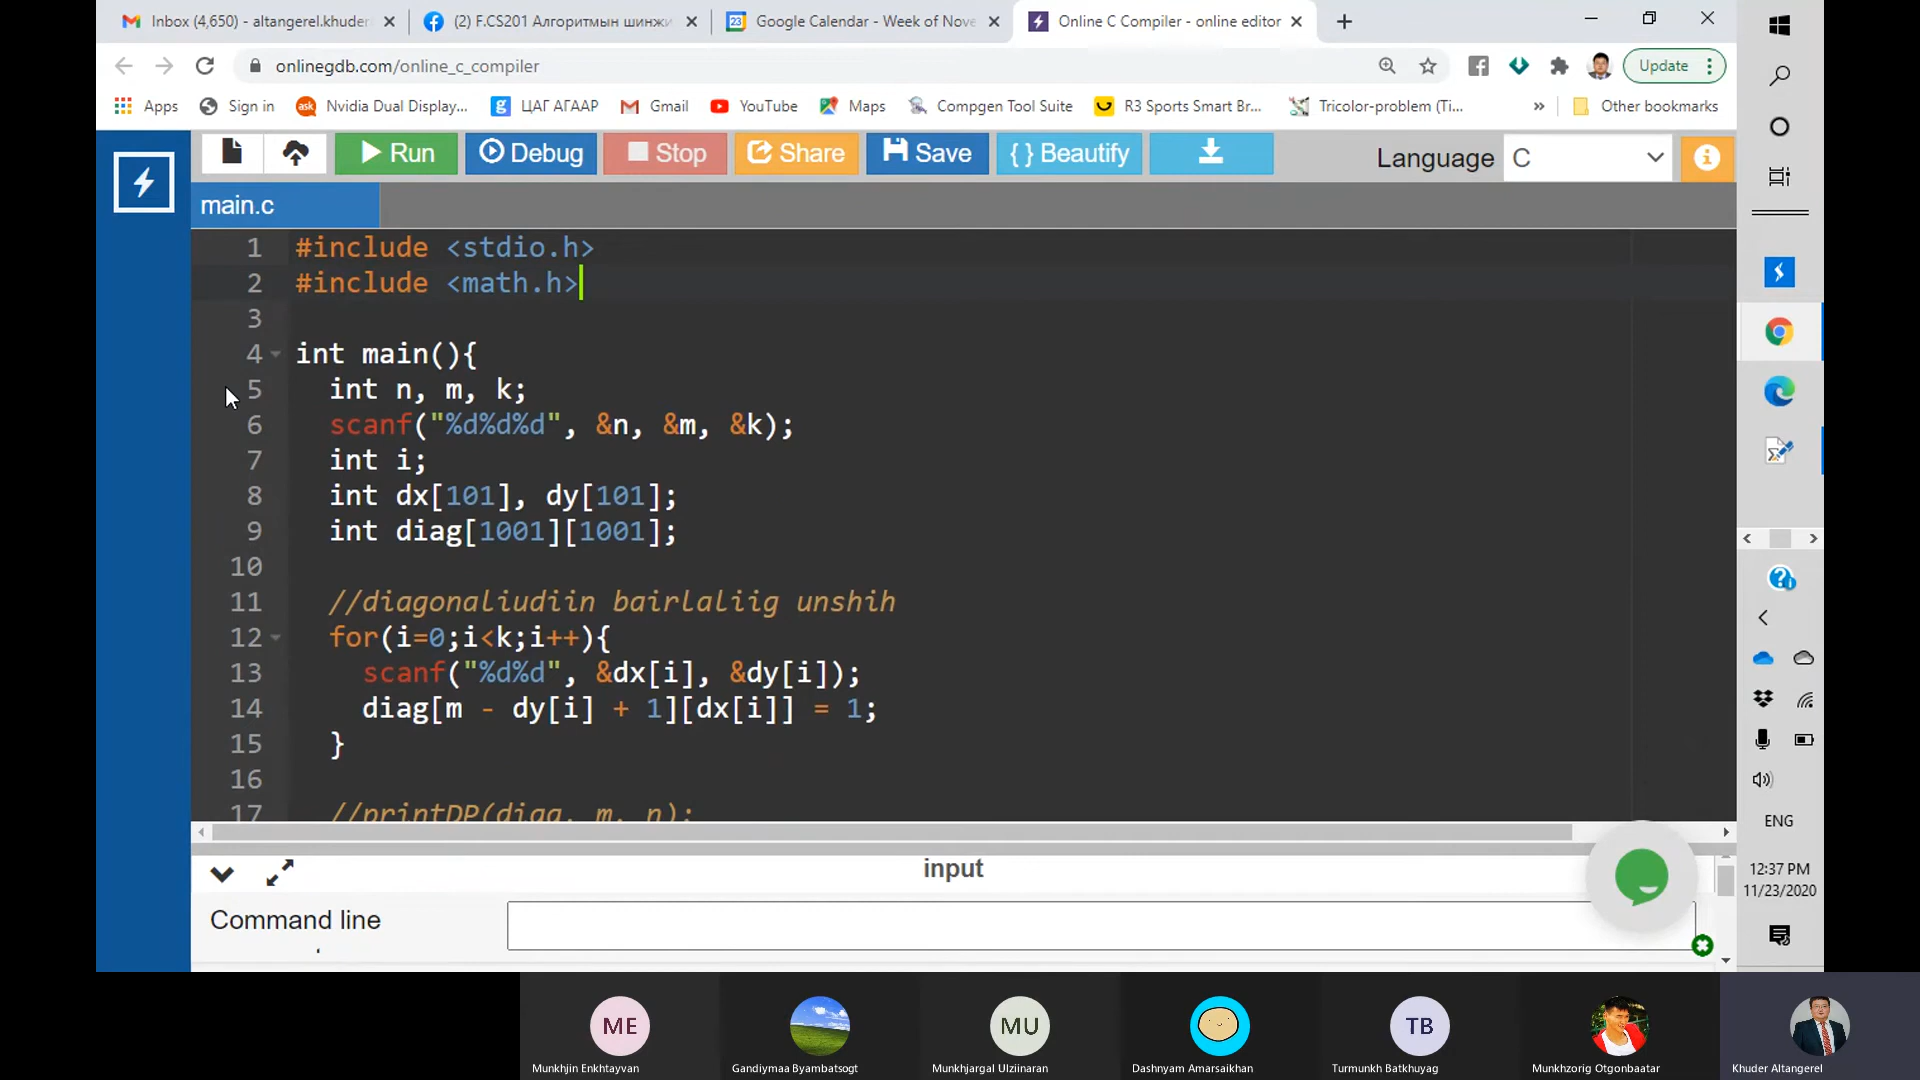 Inbox (4,650) - altangerel.khuder
(2) F.CS201 Алгоритмын шинжи
Google Calendar - Week of Nove
Online C Compiler - online editor
onlinegdb.com/online_c_compiler
Update
Apps
Sign in
ask
Nvidia Dual Display...
ЦАГ АГААР
Gmail
YouTube
Maps
Compgen Tool Suite
R3 Sports Smart Br...
Tricolor-problem (Ti...
»
Other bookmarks
Run
Debug
Stop
Share
Save
{ } Beautify
Language
C
main.c
1 #include <stdio.h>
2 #include <math.h>
3
4 int main(){
5 int n, m, k;
6 scanf("%d%d%d", &n, &m, &k);
7 int i;
8 int dx[101], dy[101];
9 int diag[1001][1001];
10
11 //diagonaliudiin bairlaliig unshih
12 for(i=0;i<k;i++){
13 scanf("%d%d", &dx[i], &dy[i]);
14 diag[m - dy[i] + 1][dx[i]] = 1;
15 }
16
17 //printDP(diag, m, n);
input
Command line
ENG
12:37 PM
11/23/2020
ME
MU
TB
Munkhjin Enkhtayvan
Gandiymaa Byambatsogt
Munkhjargal Ulziinaran
Dashnyam Amarsaikhan
Turmunkh Batkhuyag
Munkhzorig Otgonbaatar
Khuder Altangerel